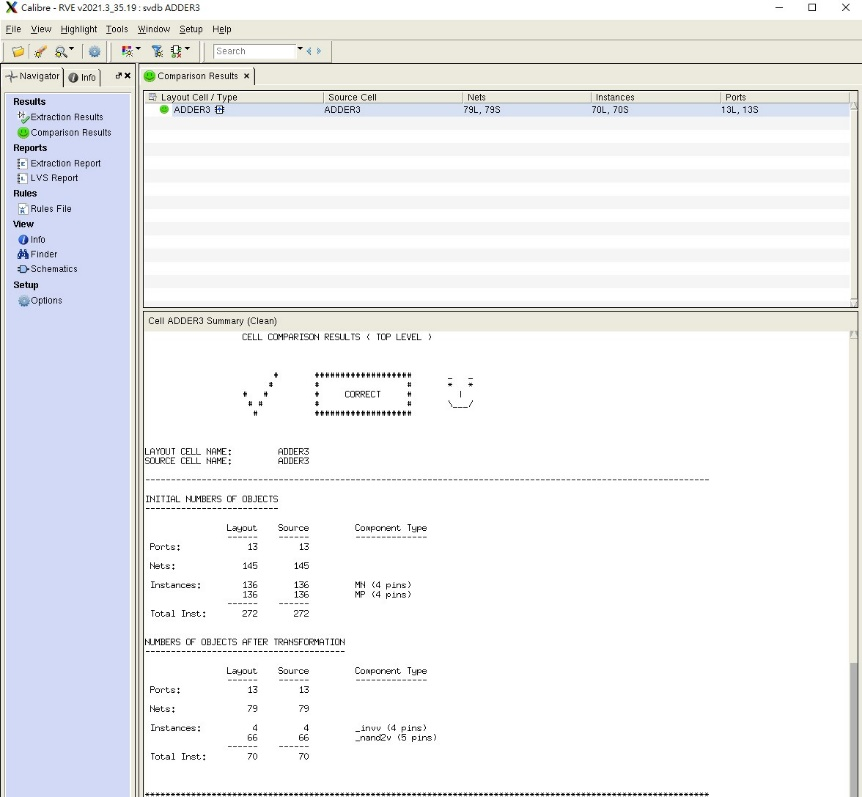 Calibre - RVE v2021.3_35.19 : svdb ADDER3
File View Highlight Tools Window Setup Help
Search
Navigator Info
Comparison Results
Results
Extraction Results
Comparison Results
Reports
Extraction Report
LVS Report
Rules
Rules File
View
Info
Finder
Schematics
Setup
Options
Layout Cell / Type Source Cell Nets Instances Ports
ADDER3 ADDER3 79L, 79S 70L, 70S 13L, 13S
Cell ADDER3 Summary (Clean)
CELL COMPARISON RESULTS ( TOP LEVEL )
# ################### _ _
# # # * *
# # # CORRECT # |
# # # # \___/
# ###################
LAYOUT CELL NAME: ADDER3
SOURCE CELL NAME: ADDER3
INITIAL NUMBERS OF OBJECTS
Layout Source Component Type
Ports: 13 13
Nets: 145 145
Instances: 136 136 MN (4 pins)
136 136 MP (4 pins)
Total Inst: 272 272
NUMBERS OF OBJECTS AFTER TRANSFORMATION
Layout Source Component Type
Ports: 13 13
Nets: 79 79
Instances: 4 4 _invv (4 pins)
66 66 _nand2v (5 pins)
Total Inst: 70 70